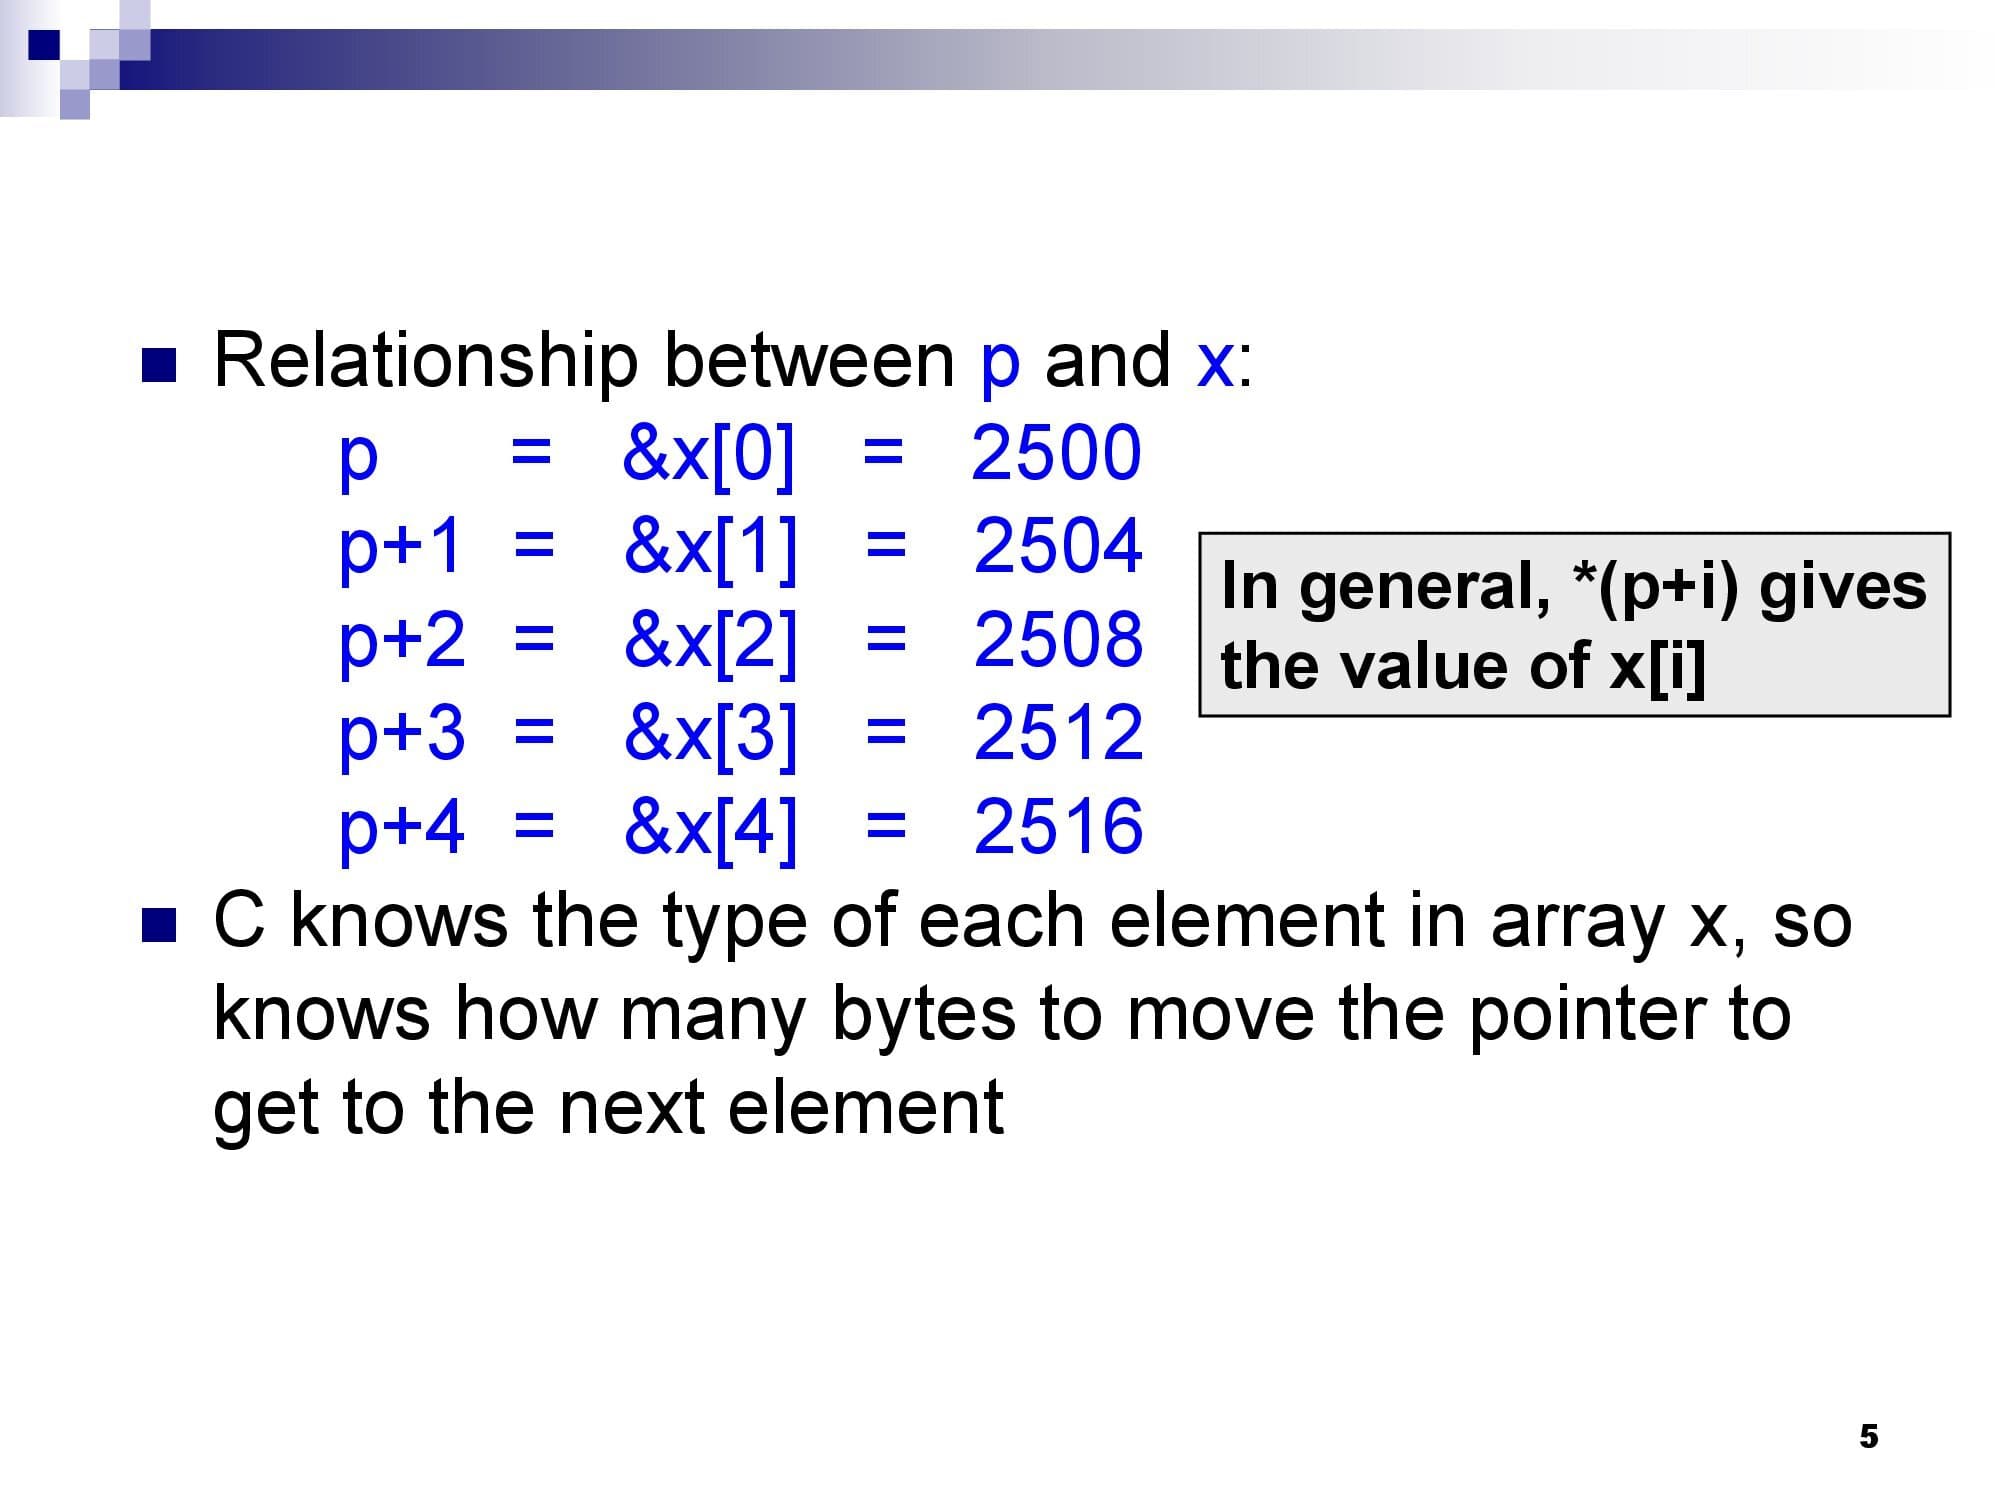 Relationship between p and x:
p = &x[0] = 2500
p+1 = &x[1] = 2504
p+2 = &x[2] = 2508
p+3 = &x[3] = 2512
p+4 = &x[4] = 2516
In general, *(p+i) gives
the value of x[i]
C knows the type of each element in array x, so
knows how many bytes to move the pointer to
get to the next element
5